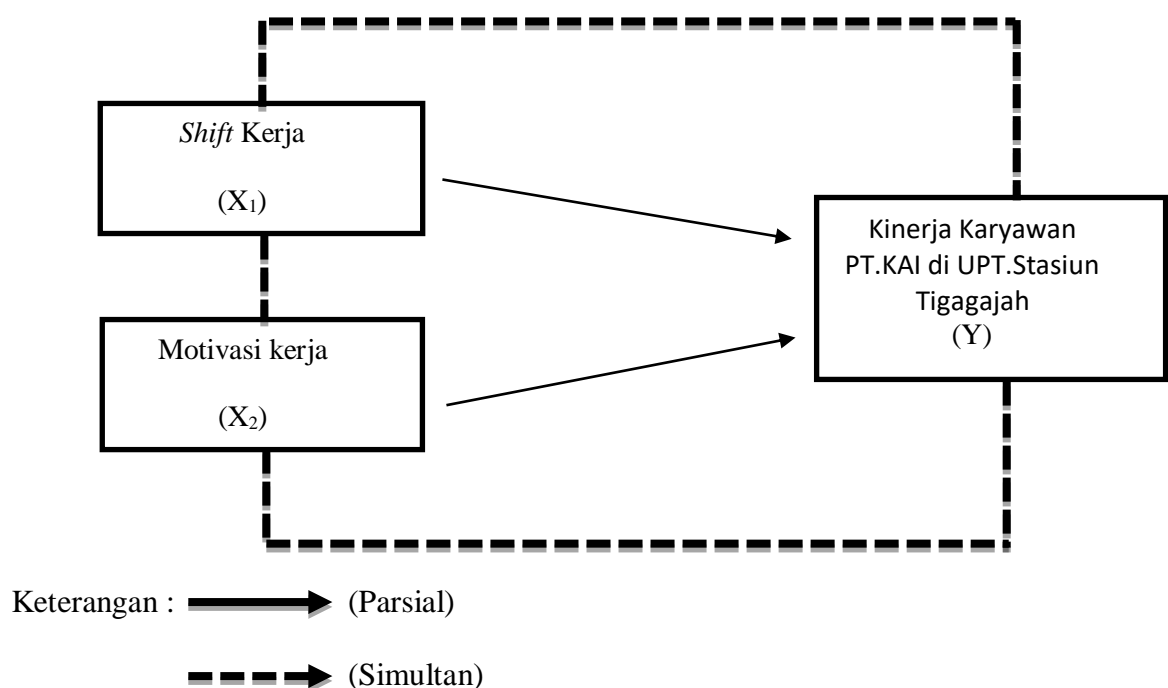 Shift Kerja
(X₁)
Motivasi kerja
(X₂)
Kinerja Karyawan
PT.KAI di UPT.Stasiun
Tigagajah
(Y)
Keterangan : (Parsial)
(Simultan)